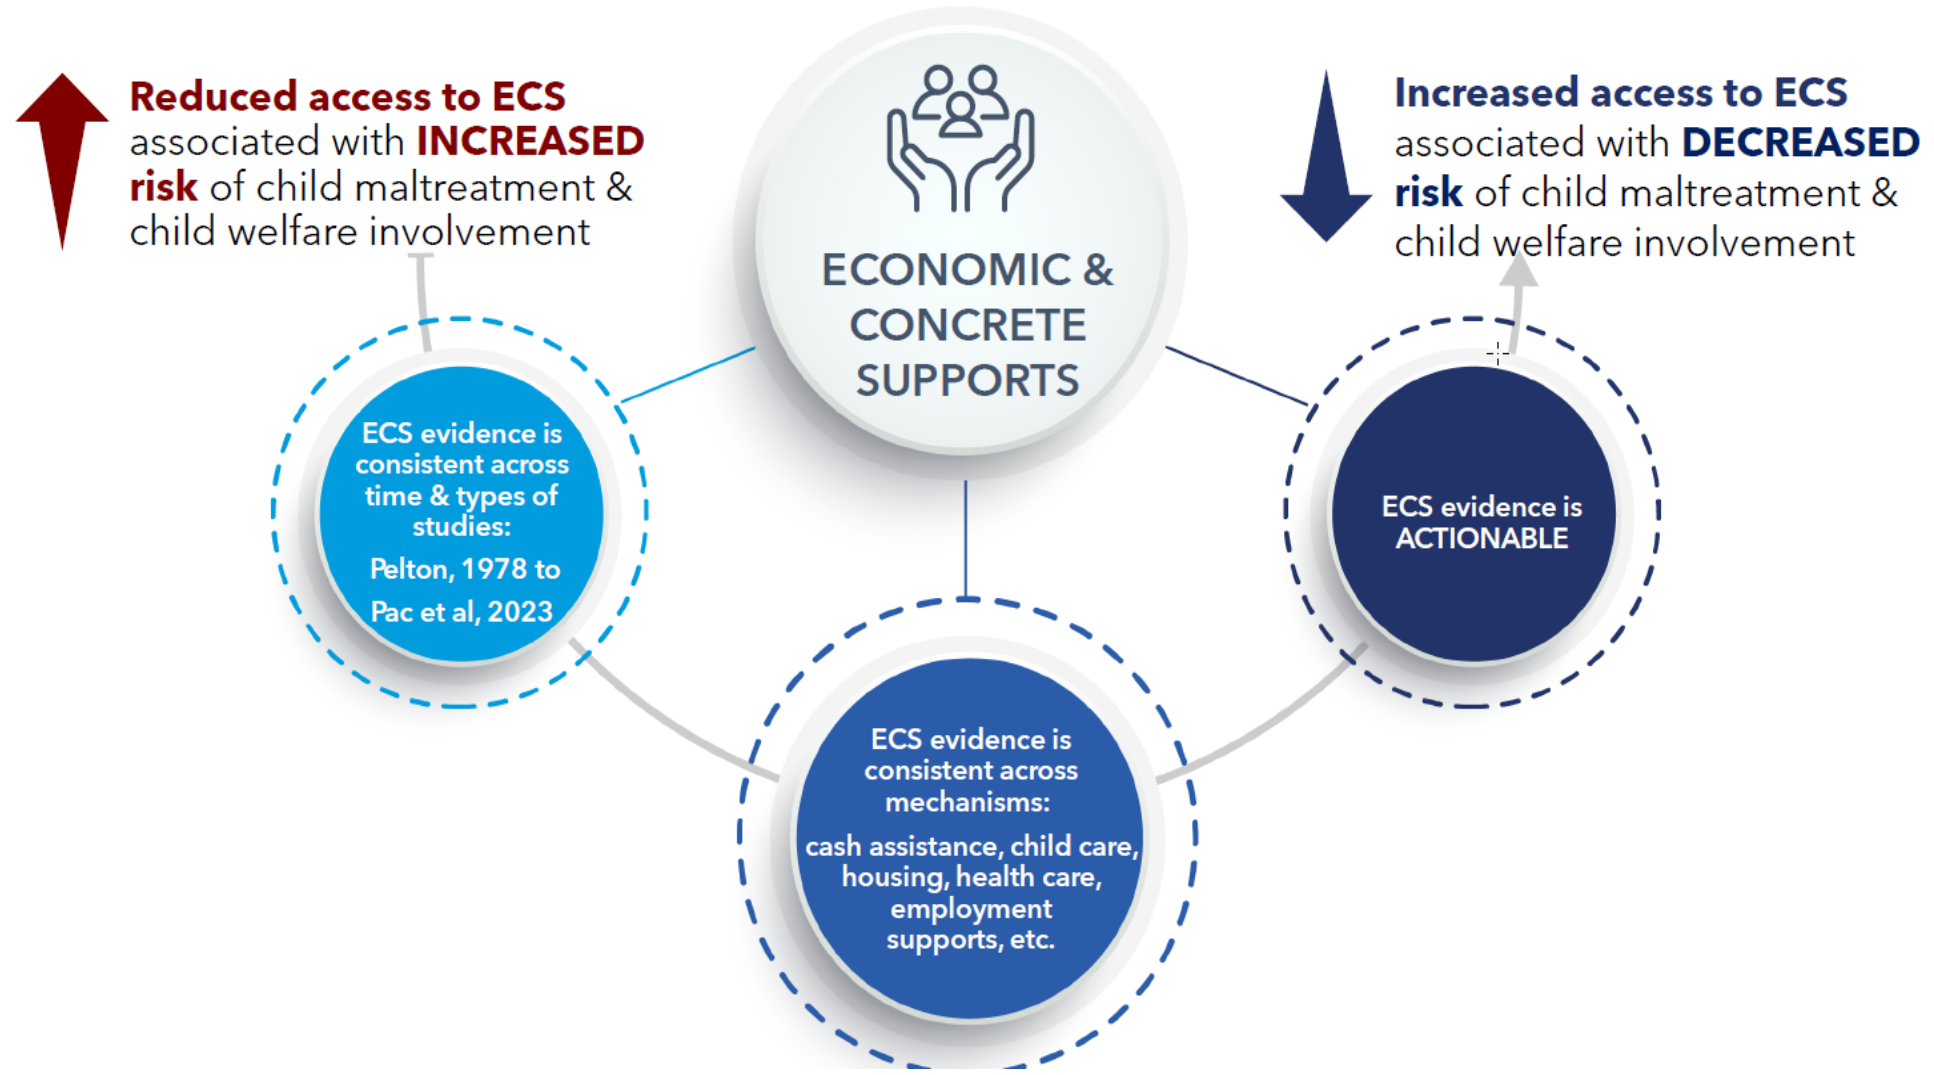 Reduced access to ECS
associated with INCREASED
risk of child maltreatment &
child welfare involvement
ECONOMIC &
CONCRETE
SUPPORTS
Increased access to ECS
associated with DECREASED
risk of child maltreatment &
child welfare involvement
ECS evidence is
consistent across
time & types of
studies:
Pelton, 1978 to
Pac et al, 2023
ECS evidence is
consistent across
mechanisms:
cash assistance, child care,
housing, health care,
employment
supports, etc.
ECS evidence is
ACTIONABLE